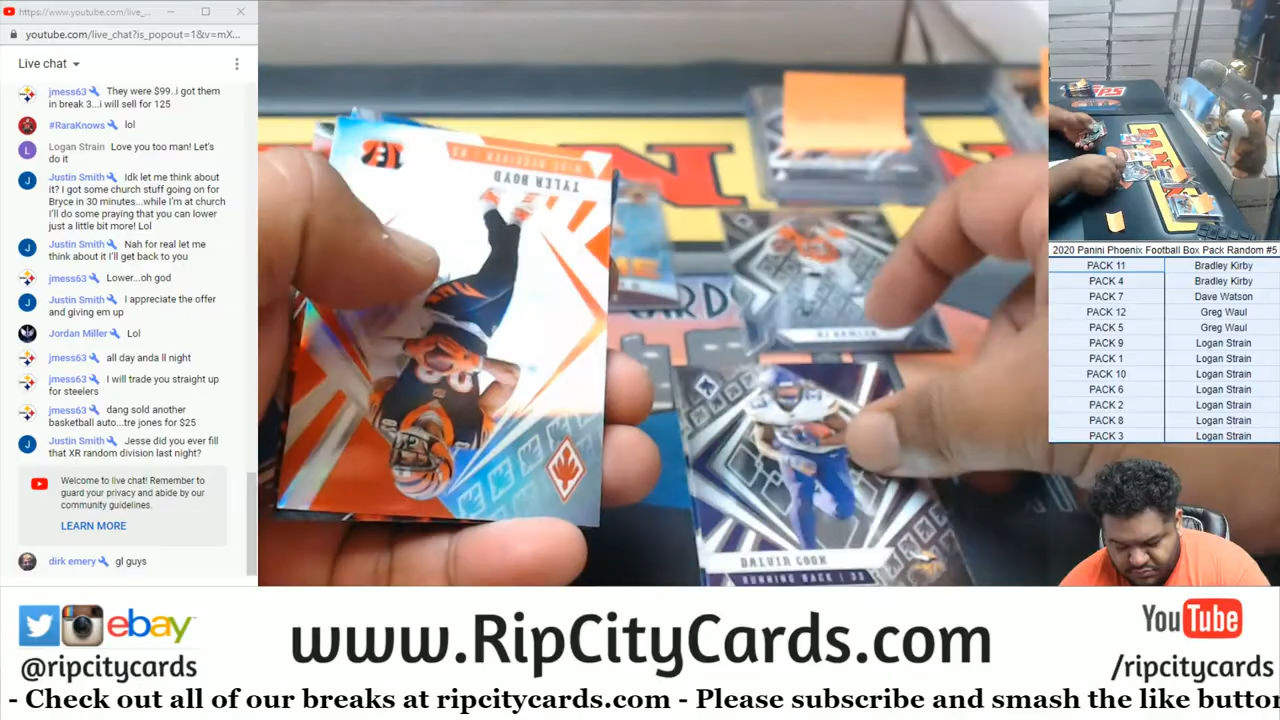 https://www.youtube.com/live_...
youtube.com/live_chat?is_popout=1&v=mX...
Live chat
jmess63 They were $99..i got them
in break 3...i will sell for 125
#RaraKnows lol
Logan Strain Love you too man! Let's
do it
Justin Smith Idk let me think about
it? I got some church stuff going on for
Bryce in 30 minutes...while I'm at church
I'll do some praying that you can lower
just a little bit more! Lol
Justin Smith Nah for real let me
think about it I'll get back to you
jmess63 Lower...oh god
Justin Smith I appreciate the offer
and giving em up
Jordan Miller Lol
jmess63 all day anda ll night
jmess63 I will trade you straight up
for steelers
jmess63 dang sold another
basketball auto...tre jones for $25
Justin Smith Jesse did you ever fill
that XR random division last night?
Welcome to live chat! Remember to
guard your privacy and abide by our
community guidelines.
LEARN MORE
dirk emery gl guys
WIDE RECEIVER | 83
TYLER BOYD
DALVIN COOK
RUNNING BACK | 33
2020 Panini Phoenix Football Box Pack Random #5
PACK 11 Bradley Kirby
PACK 4 Bradley Kirby
PACK 7 Dave Watson
PACK 12 Greg Waul
PACK 5 Greg Waul
PACK 9 Logan Strain
PACK 1 Logan Strain
PACK 10 Logan Strain
PACK 6 Logan Strain
PACK 2 Logan Strain
PACK 8 Logan Strain
PACK 3 Logan Strain
ebay
@ripcitycards
www.RipCityCards.com
YouTube
/ripcitycards
- Check out all of our breaks at ripcitycards.com - Please subscribe and smash the like button